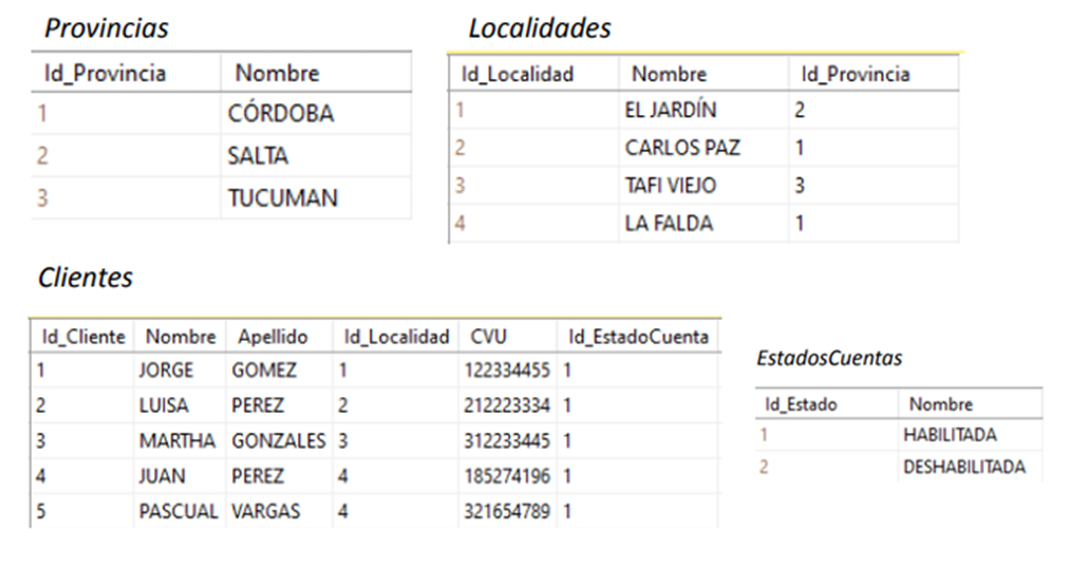 Provincias
Id_Provincia Nombre
1 CÓRDOBA
2 SALTA
3 TUCUMAN
Localidades
Id_Localidad Nombre Id_Provincia
1 EL JARDÍN 2
2 CARLOS PAZ 1
3 TAFI VIEJO 3
4 LA FALDA 1
Clientes
Id_Cliente Nombre Apellido Id_Localidad CVU Id_EstadoCuenta
1 JORGE GOMEZ 1 122334455 1
2 LUISA PEREZ 2 212223334 1
3 MARTHA GONZALES 3 312233445 1
4 JUAN PEREZ 4 185274196 1
5 PASCUAL VARGAS 4 321654789 1
EstadosCuentas
Id_Estado Nombre
1 HABILITADA
2 DESHABILITADA